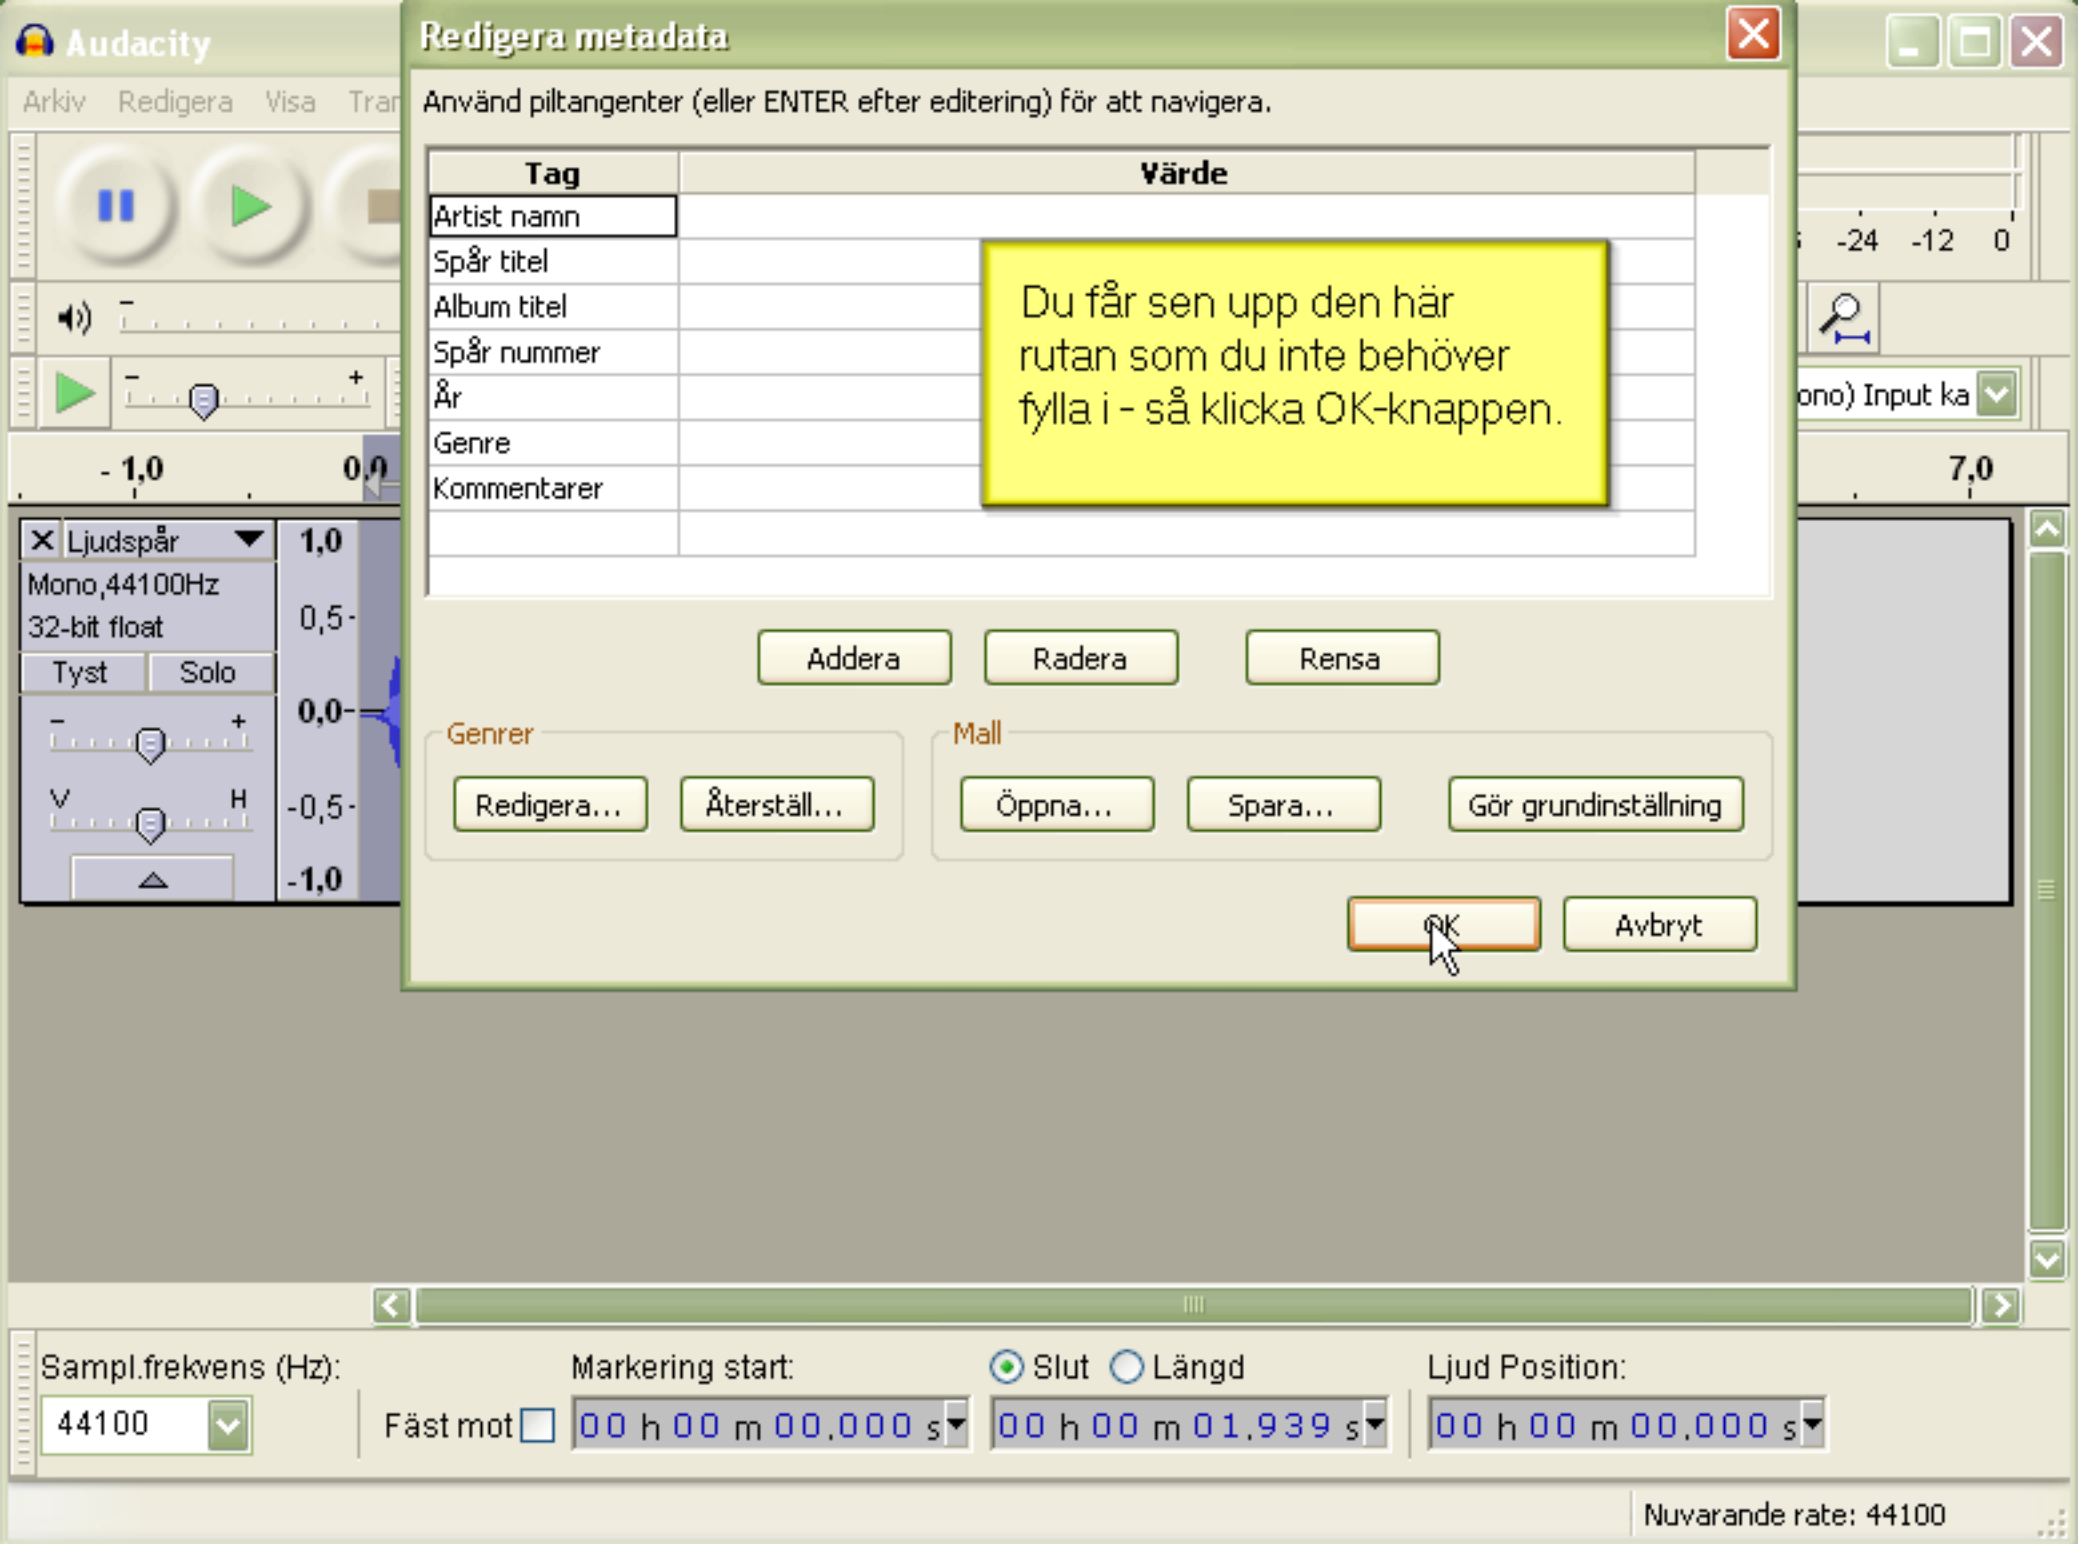 Audacity
Redigera metadata
Arkiv Redigera Visa
Använd piltangenter (eller ENTER efter editering) för att navigera.
Tag Värde
Artist namn
Spår titel
Album titel
Spår nummer
År
Genre
Kommentarer
Du får sen upp den här
rutan som du inte behöver
fylla i - så klicka OK-knappen.
-24 -12 0
Input ka
- 1,0 0,0 7,0
Ljudspår
Mono,44100Hz
32-bit float
Tyst Solo
- +
V H
1,0
0,5-
0,0-
-0,5-
-1,0
Addera Radera Rensa
Genrer Mall
Redigera... Återställ... Öppna... Spara... Gör grundinställning
OK Avbryt
Sampl.frekvens (Hz): Markering start: Slut Längd Ljud Position:
44100 Fäst mot 00 h 00 m 00.000 s 00 h 00 m 01.939 s 00 h 00 m 00.000 s
Nuvarande rate: 44100